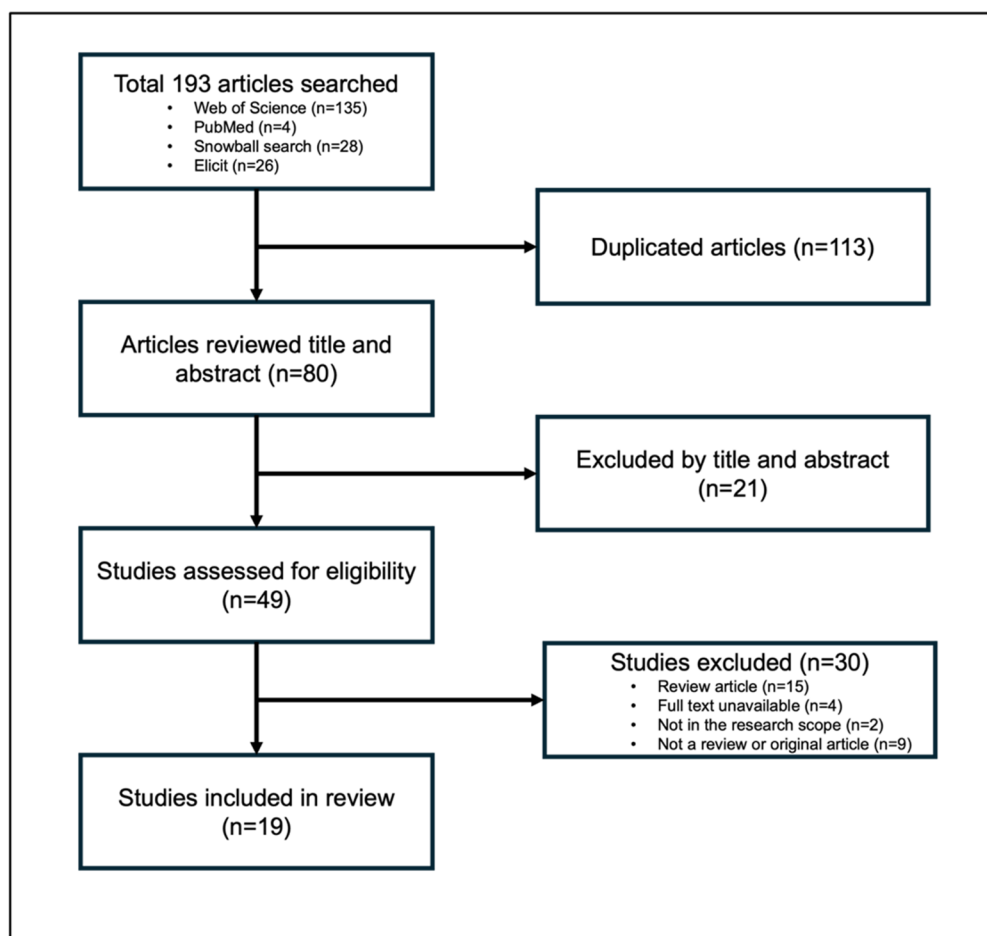 Total 193 articles searched
• Web of Science (n=135)
• PubMed (n=4)
• Snowball search (n=28)
• Elicit (n=26)
Duplicated articles (n=113)
Articles reviewed title and
abstract (n=80)
Excluded by title and abstract
(n=21)
Studies assessed for eligibility
(n=49)
Studies excluded (n=30)
• Review article (n=15)
• Full text unavailable (n=4)
• Not in the research scope (n=2)
• Not a review or original article (n=9)
Studies included in review
(n=19)